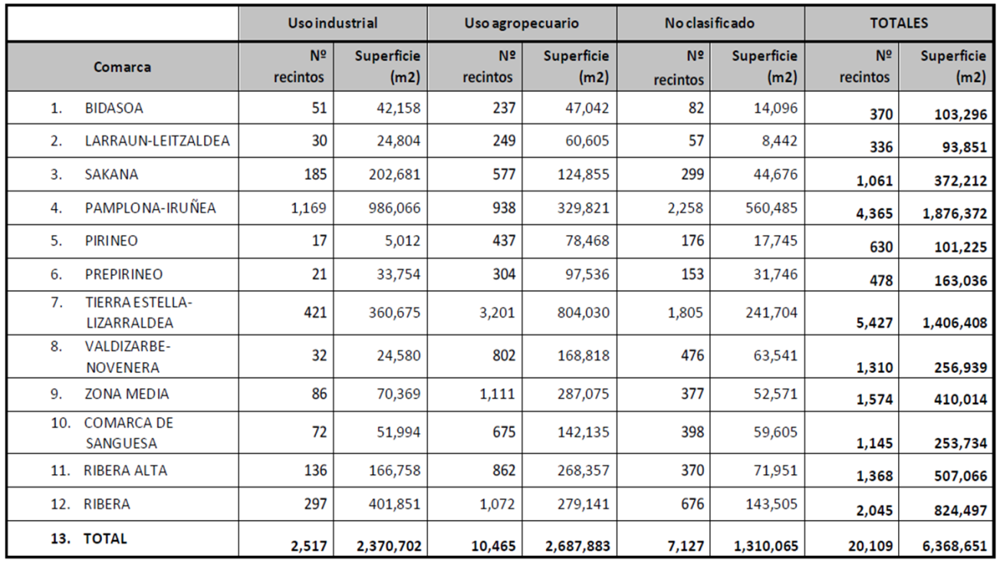 Uso industrial Uso agropecuario No clasificado TOTALES
Comarca Nº recintos Superficie (m2) Nº recintos Superficie (m2) Nº recintos Superficie (m2) Nº recintos Superficie (m2)
1. BIDASOA 51 42,158 237 47,042 82 14,096 370 103,296
2. LARRAUN-LEITZALDEA 30 24,804 249 60,605 57 8,442 336 93,851
3. SAKANA 185 202,681 577 124,855 299 44,676 1,061 372,212
4. PAMPLONA-IRUÑEA 1,169 986,066 938 329,821 2,258 560,485 4,365 1,876,372
5. PIRINEO 17 5,012 437 78,468 176 17,745 630 101,225
6. PREPIRINEO 21 33,754 304 97,536 153 31,746 478 163,036
7. TIERRA ESTELLA-
LIZARRALDEA 421 360,675 3,201 804,030 1,805 241,704 5,427 1,406,408
8. VALDIZARBE-
NOVENERA 32 24,580 802 168,818 476 63,541 1,310 256,939
9. ZONA MEDIA 86 70,369 1,111 287,075 377 52,571 1,574 410,014
10. COMARCA DE
SANGUESA 72 51,994 675 142,135 398 59,605 1,145 253,734
11. RIBERA ALTA 136 166,758 862 268,357 370 71,951 1,368 507,066
12. RIBERA 297 401,851 1,072 279,141 676 143,505 2,045 824,497
13. TOTAL 2,517 2,370,702 10,465 2,687,883 7,127 1,310,065 20,109 6,368,651